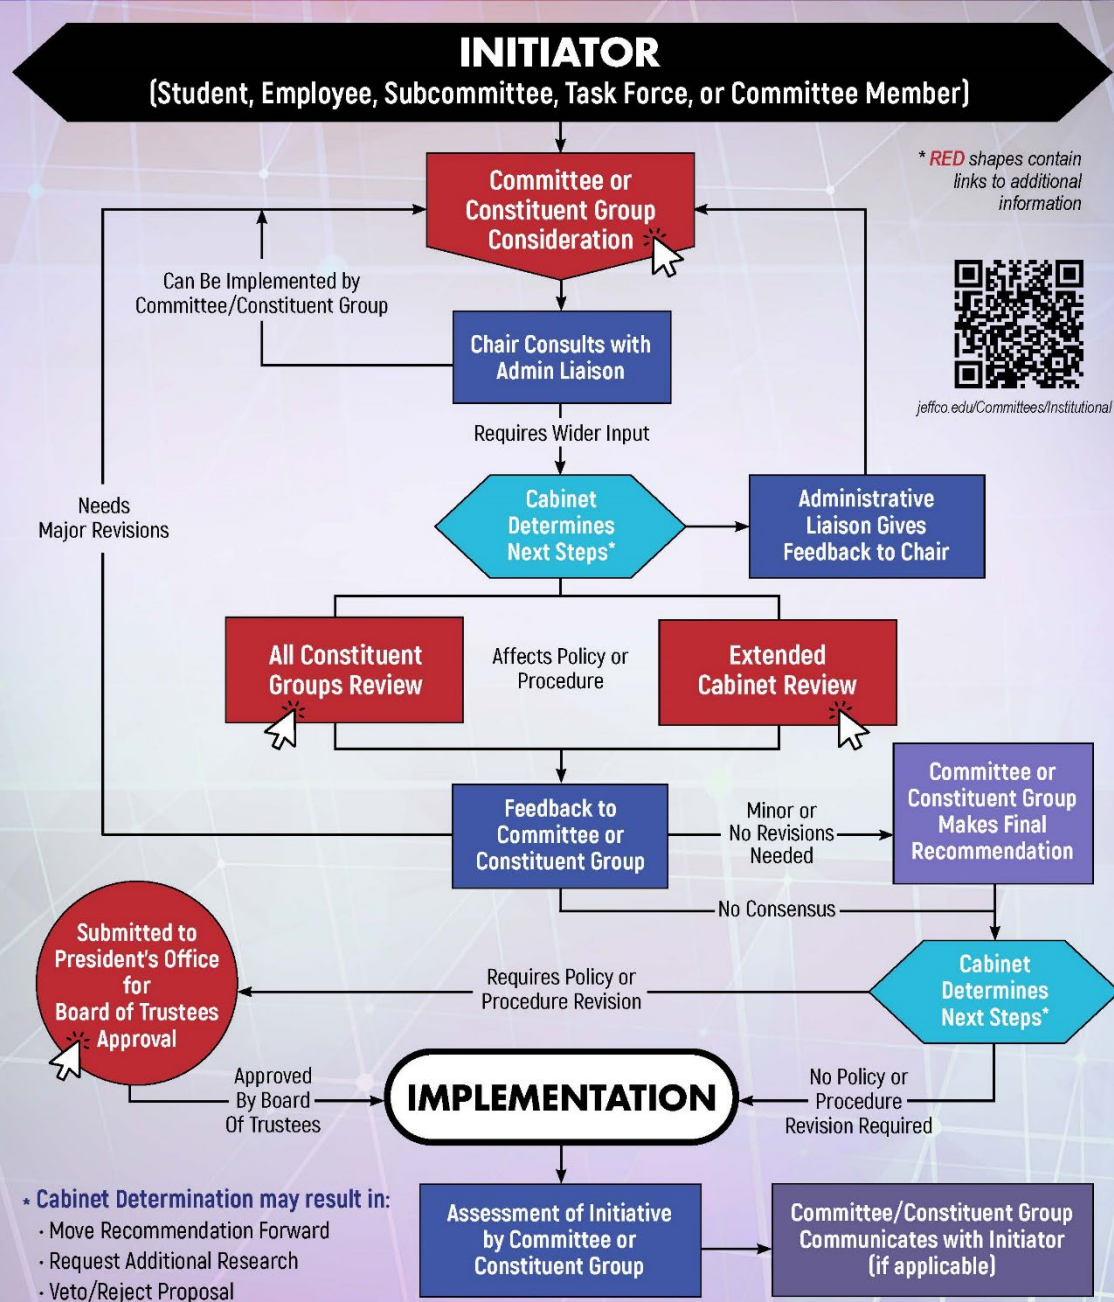 INITIATOR
(Student, Employee, Subcommittee, Task Force, or Committee Member)
* RED shapes contain
links to additional
information
Committee or
Constituent Group
Consideration
Can Be Implemented by
Committee/Constituent Group
Chair Consults with
Admin Liaison
jeffco.edu/Committees/Institutional
Requires Wider Input
Needs
Major Revisions
Cabinet
Determines
Next Steps*
Administrative
Liaison Gives
Feedback to Chair
All Constituent
Groups Review
Affects Policy or
Procedure
Extended
Cabinet Review
Feedback to
Committee or
Constituent Group
Minor or
No Revisions
Needed
Committee or
Constituent Group
Makes Final
Recommendation
No Consensus
Submitted to
President's Office
for
Board of Trustees
Approval
Requires Policy or
Procedure Revision
Cabinet
Determines
Next Steps*
Approved
By Board
Of Trustees
IMPLEMENTATION
No Policy or
Procedure
Revision Required
* Cabinet Determination may result in:
· Move Recommendation Forward
· Request Additional Research
· Veto/Reject Proposal
Assessment of Initiative
by Committee or
Constituent Group
Committee/Constituent Group
Communicates with Initiator
(if applicable)